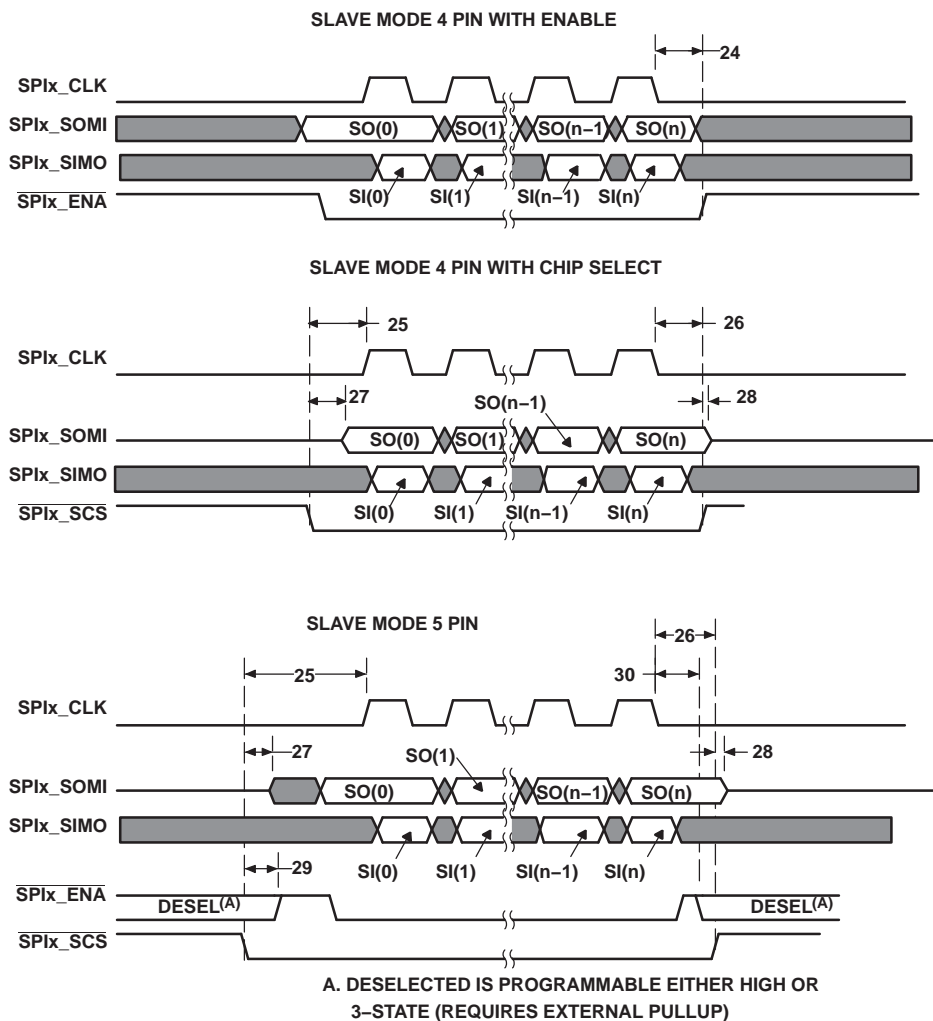 SLAVE MODE 4 PIN WITH ENABLE
24
SPIx_CLK
SPIx_SOMI
SO(0) SO(1) SO(n–1 SO(n)
SPIx_SIMO
SI(0) SI(1) SI(n–1) SI(n)
SPIx_ENA
SLAVE MODE 4 PIN WITH CHIP SELECT
25 26
SPIx_CLK
27 SO(n–1) 28
SPIx_SOMI
SO(0) SO(1) SO(n)
SPIx_SIMO
SI(0) SI(1) SI(n–1) SI(n)
SPIx_SCS
SLAVE MODE 5 PIN
26
25 30
SPIx_CLK
27 SO(1) 28
SPIx_SOMI
SO(0) SO(n–1) SO(n)
SPIx_SIMO
29 SI(0) SI(1) SI(n–1) SI(n)
SPIx_ENA
DESEL(A) DESEL(A)
SPIx_SCS
A. DESELECTED IS PROGRAMMABLE EITHER HIGH OR
3–STATE (REQUIRES EXTERNAL PULLUP)